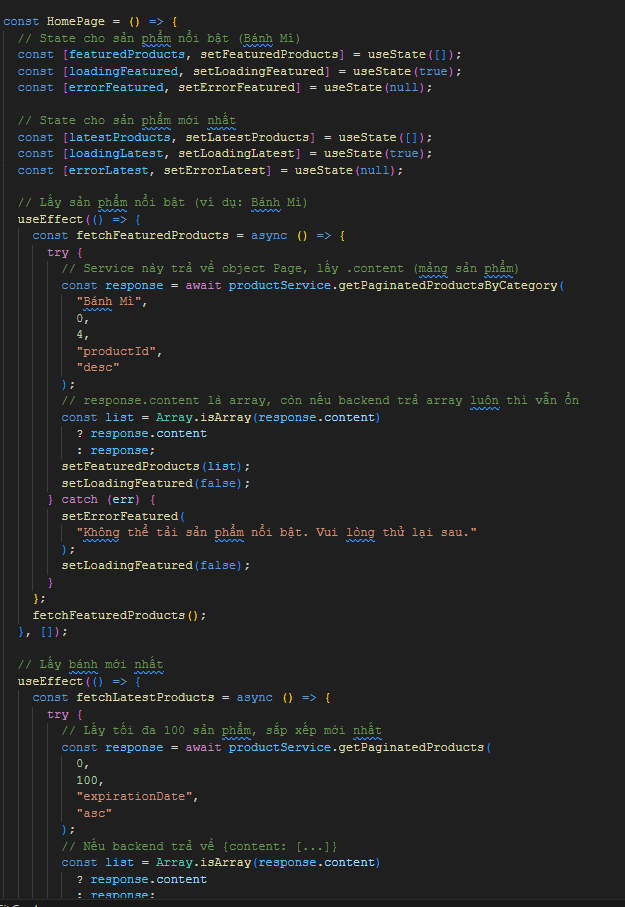 const HomePage = () => {
// State cho sản phẩm nổi bật (Bánh Mì)
const [featuredProducts, setFeaturedProducts] = useState([]);
const [loadingFeatured, setLoadingFeatured] = useState(true);
const [errorFeatured, setErrorFeatured] = useState(null);
// State cho sản phẩm mới nhất
const [latestProducts, setLatestProducts] = useState([]);
const [loadingLatest, setLoadingLatest] = useState(true);
const [errorLatest, setErrorLatest] = useState(null);
// Lấy sản phẩm nổi bật (ví dụ: Bánh Mì)
useEffect(() => {
const fetchFeaturedProducts = async () => {
try {
// Service này trả về object Page, lấy .content (mảng sản phẩm)
const response = await productService.getPaginatedProductsByCategory(
"Bánh Mì",
0,
4,
"productId",
"desc"
);
// response.content là array, còn nếu backend trả array luôn thì vẫn ổn
const list = Array.isArray(response.content)
? response.content
: response;
setFeaturedProducts(list);
setLoadingFeatured(false);
} catch (err) {
setErrorFeatured(
"Không thể tải sản phẩm nổi bật. Vui lòng thử lại sau."
);
setLoadingFeatured(false);
}
};
fetchFeaturedProducts();
}, []);
// Lấy bánh mới nhất
useEffect(() => {
const fetchLatestProducts = async () => {
try {
// Lấy tối đa 100 sản phẩm, sắp xếp mới nhất
const response = await productService.getPaginatedProducts(
0,
100,
"expirationDate",
"asc"
);
// Nếu backend trả về {content: [...]}
const list = Array.isArray(response.content)
? response.content
: response;